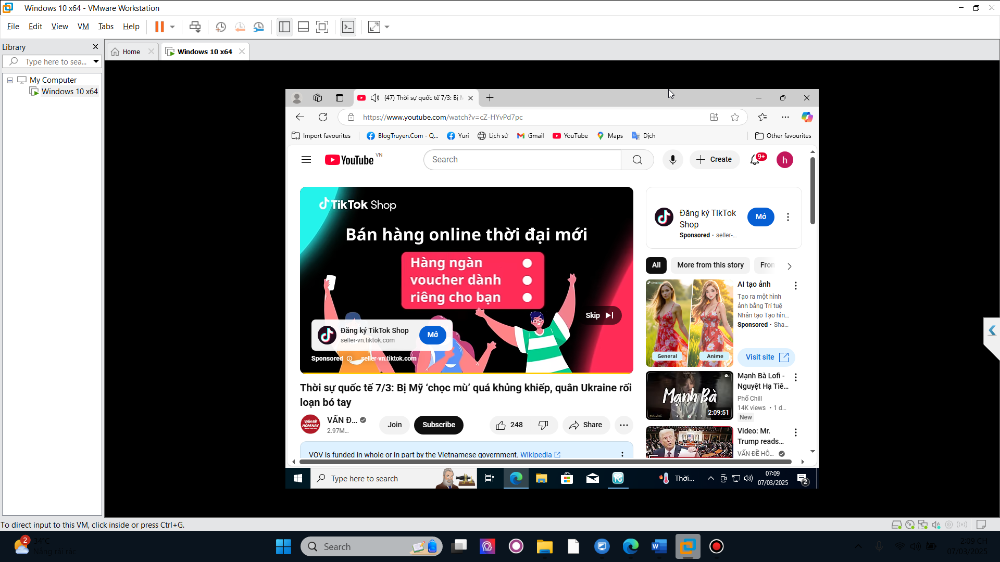 Windows 10 x64 - VMware Workstation
File Edit View VM Tabs Help
Library
Type here to sea...
My Computer
Windows 10 x64
Home
Windows 10 x64
(47) Thời sự quốc tế 7/3: Bị M
https://www.youtube.com/watch?v=cZ-HYvPd7pc
Import favourites
BlogTruyen.Com - Q...
Yuri
Lịch sử
Gmail
YouTube
Maps
Dịch
Other favourites
YouTube VN
Search
Create
9+
h
TikTok Shop
Bán hàng online thời đại mới
Hàng ngàn
voucher dành
riêng cho bạn
Skip
Đăng ký TikTok Shop
seller-vn.tiktok.com
Mở
Sponsored
seller-vn.tiktok.com
Thời sự quốc tế 7/3: Bị Mỹ ‘chọc mù’ quá khủng khiếp, quân Ukraine rối
loạn bó tay
VẤN ĐỀ
HÔM NAY
VẤN Đ...
2.97M...
Join
Subscribe
248
Share
VOV is funded in whole or in part by the Vietnamese government. Wikipedia
Đăng ký TikTok
Shop
Sponsored · seller-...
Mở
All
More from this story
Fron
General
Anime
AI tạo ảnh
Tạo ra một hình
ảnh bằng Trí tuệ
Nhân tạo Tạo hìn...
Sponsored · Sha...
Visit site
Mạnh Bà
2:09:51
Mạnh Bà Lofi -
Nguyệt Hạ Tiê...
Phố Chill
14K views · 1 d...
New
Video: Mr.
Trump reads...
VẤN ĐỀ HÔ...
Type here to search
Thời...
07:09
07/03/2025
2
To direct input to this VM, click inside or press Ctrl+G.
2
34°C
Nắng rải rác
Search
2:09 CH
07/03/2025